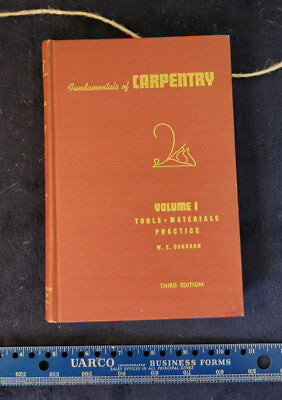 Fundamentals of CARPENTRY
VOLUME I
TOOLS • MATERIALS
PRACTICE
W. E. DURBAHN
THIRD EDITION
UARCO BUSINESS FORMS
SALES OFFICES IN ALL PRINCIPAL CITIES